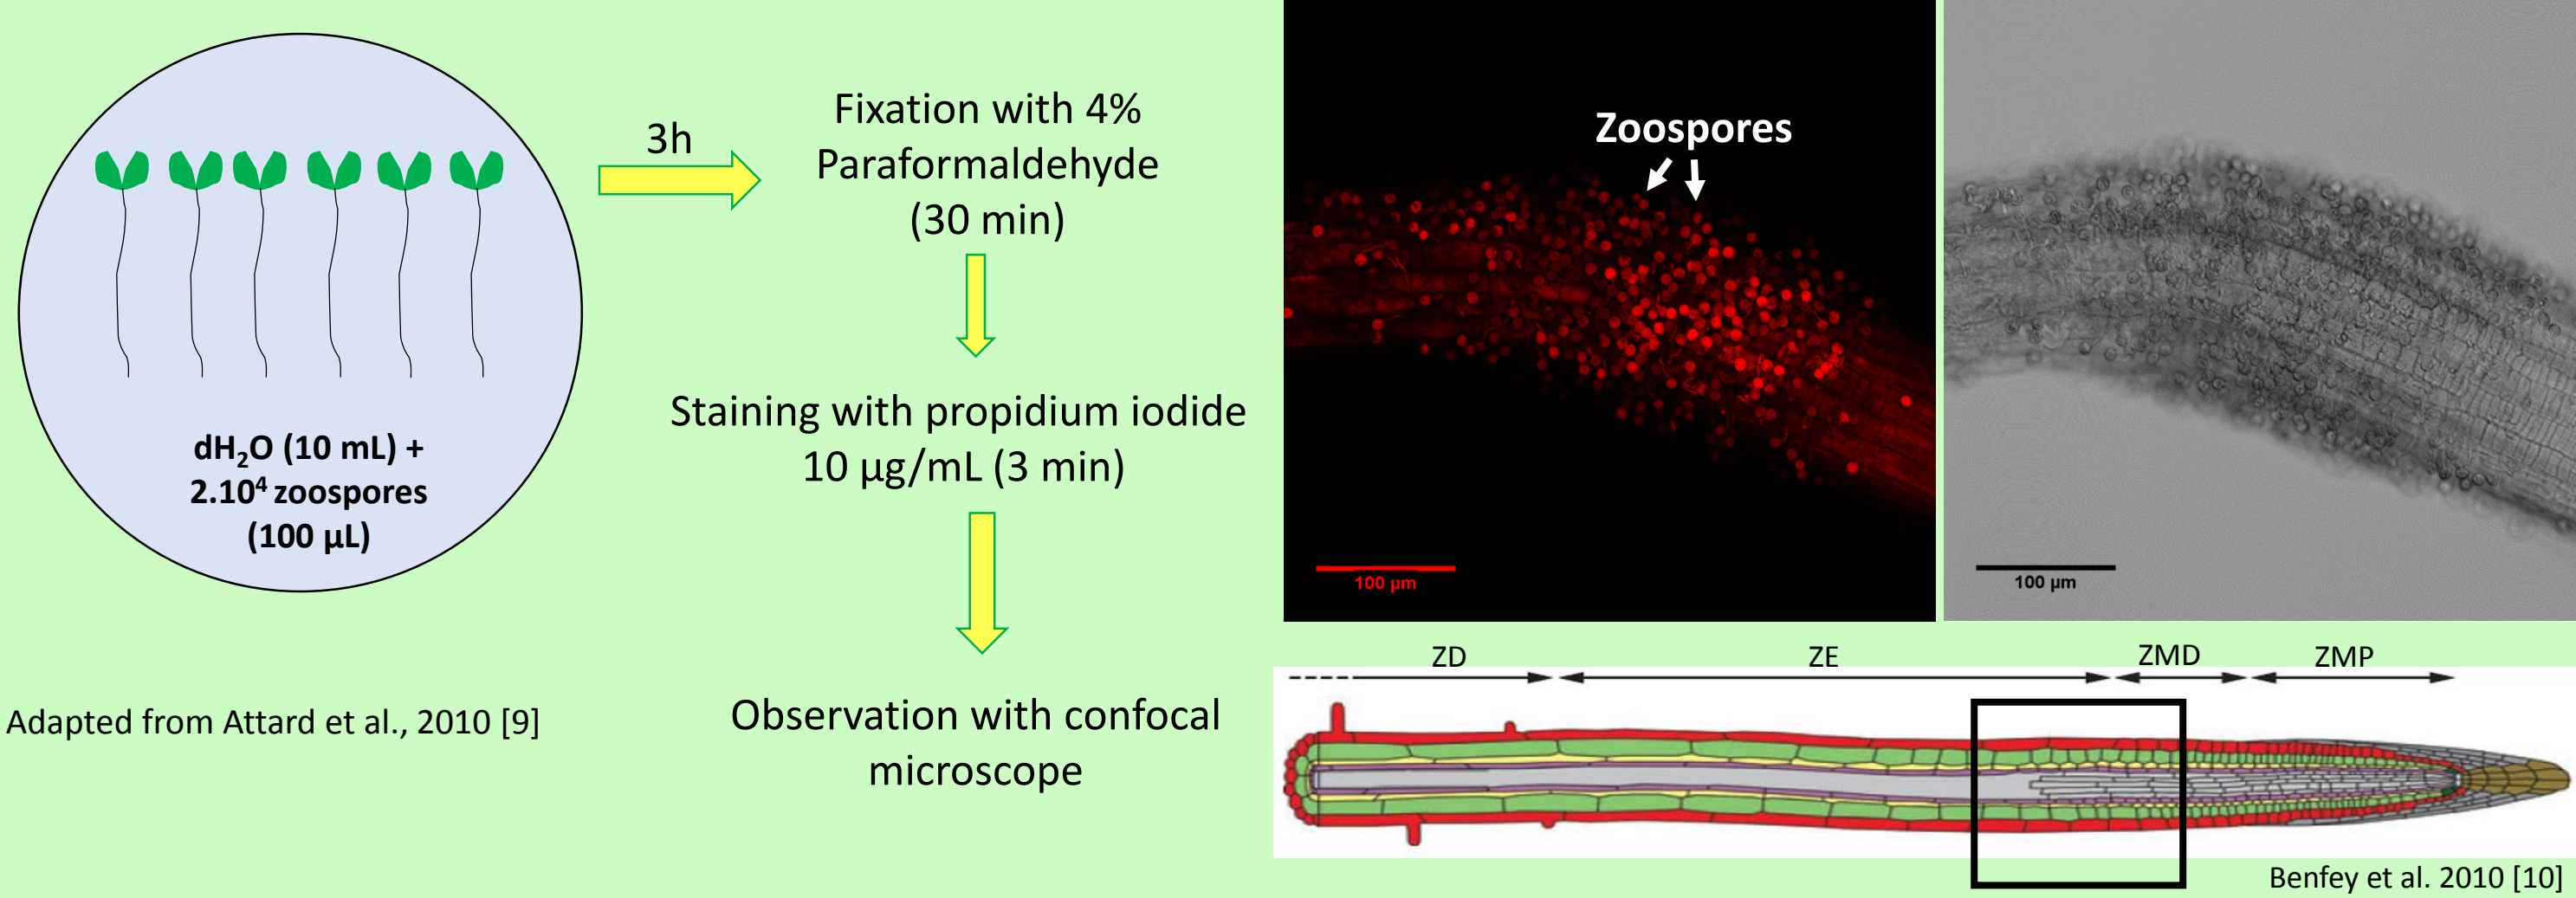 dH₂O (10 mL) +
2.10⁴ zoospores
(100 µL)
Adapted from Attard et al., 2010 [9]
3h
Fixation with 4%
Paraformaldehyde
(30 min)
Staining with propidium iodide
10 µg/mL (3 min)
Observation with confocal
microscope
Zoospores
100 µm
100 µm
ZD
ZE
ZMD
ZMP
Benfey et al. 2010 [10]